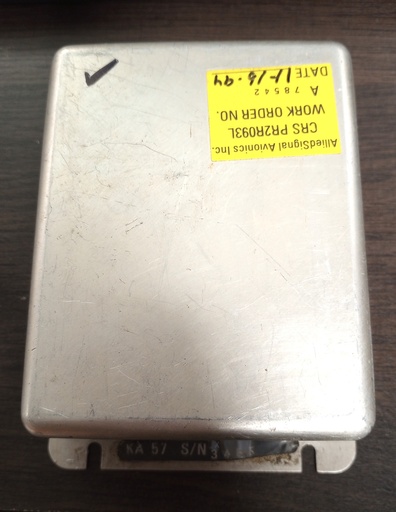 AlliedSignal Avionics Inc.
CRS PR2R093L
WORK ORDER NO.
A 78542
DATE 11-16-94
KA 57 S/N